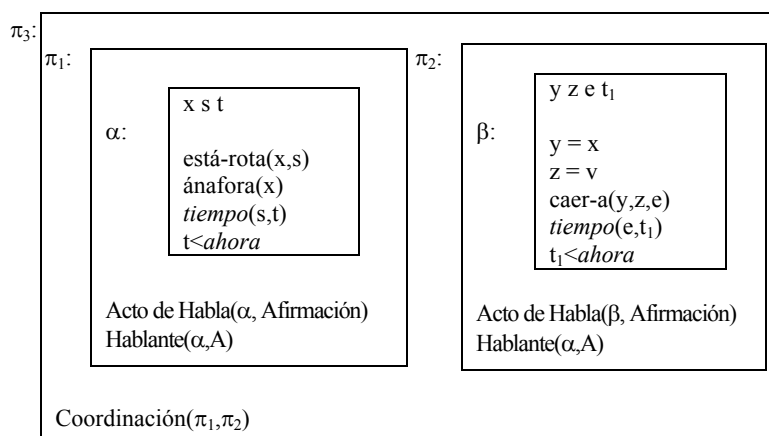 π3:
π1:
α:
x s t
está-rota(x,s)
ánafora(x)
tiempo(s,t)
t<ahora
Acto de Habla(α, Afirmación)
Hablante(α,A)
π2:
β:
y z e t1
y = x
z = v
caer-a(y,z,e)
tiempo(e,t1)
t1<ahora
Acto de Habla(β, Afirmación)
Hablante(α,A)
Coordinación(π1,π2)